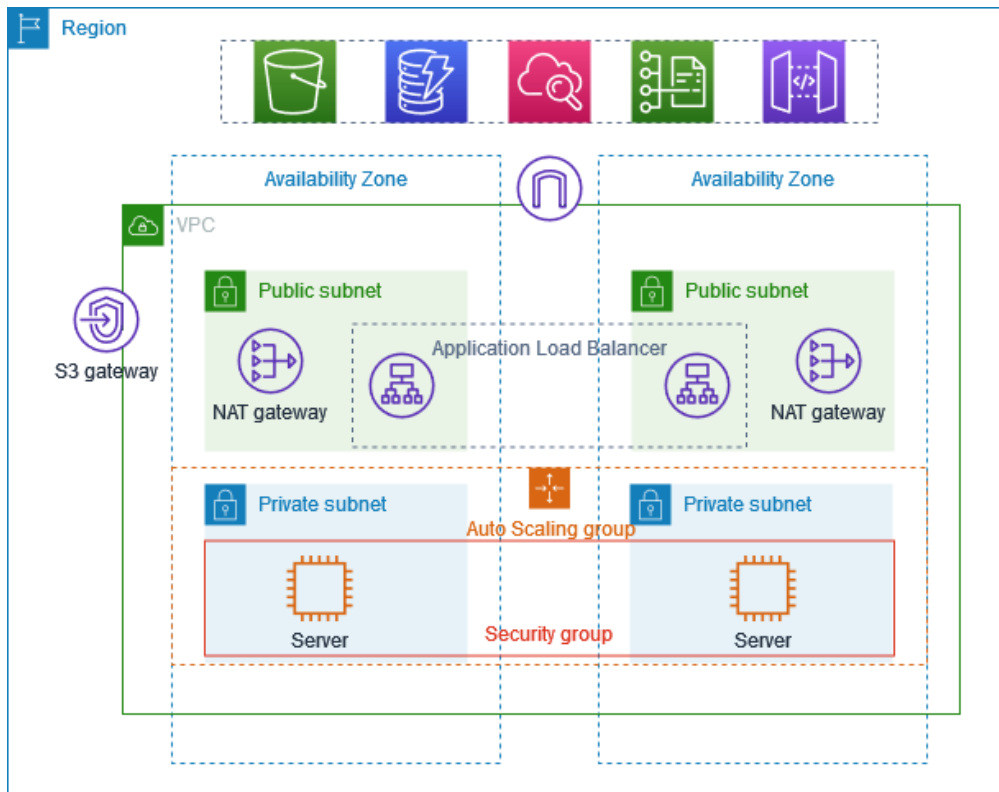 Region
</>
Availability Zone
Availability Zone
VPC
Public subnet
Public subnet
Application Load Balancer
S3 gateway
NAT gateway
NAT gateway
Private subnet
Private subnet
Auto Scaling group
Security group
Server
Server